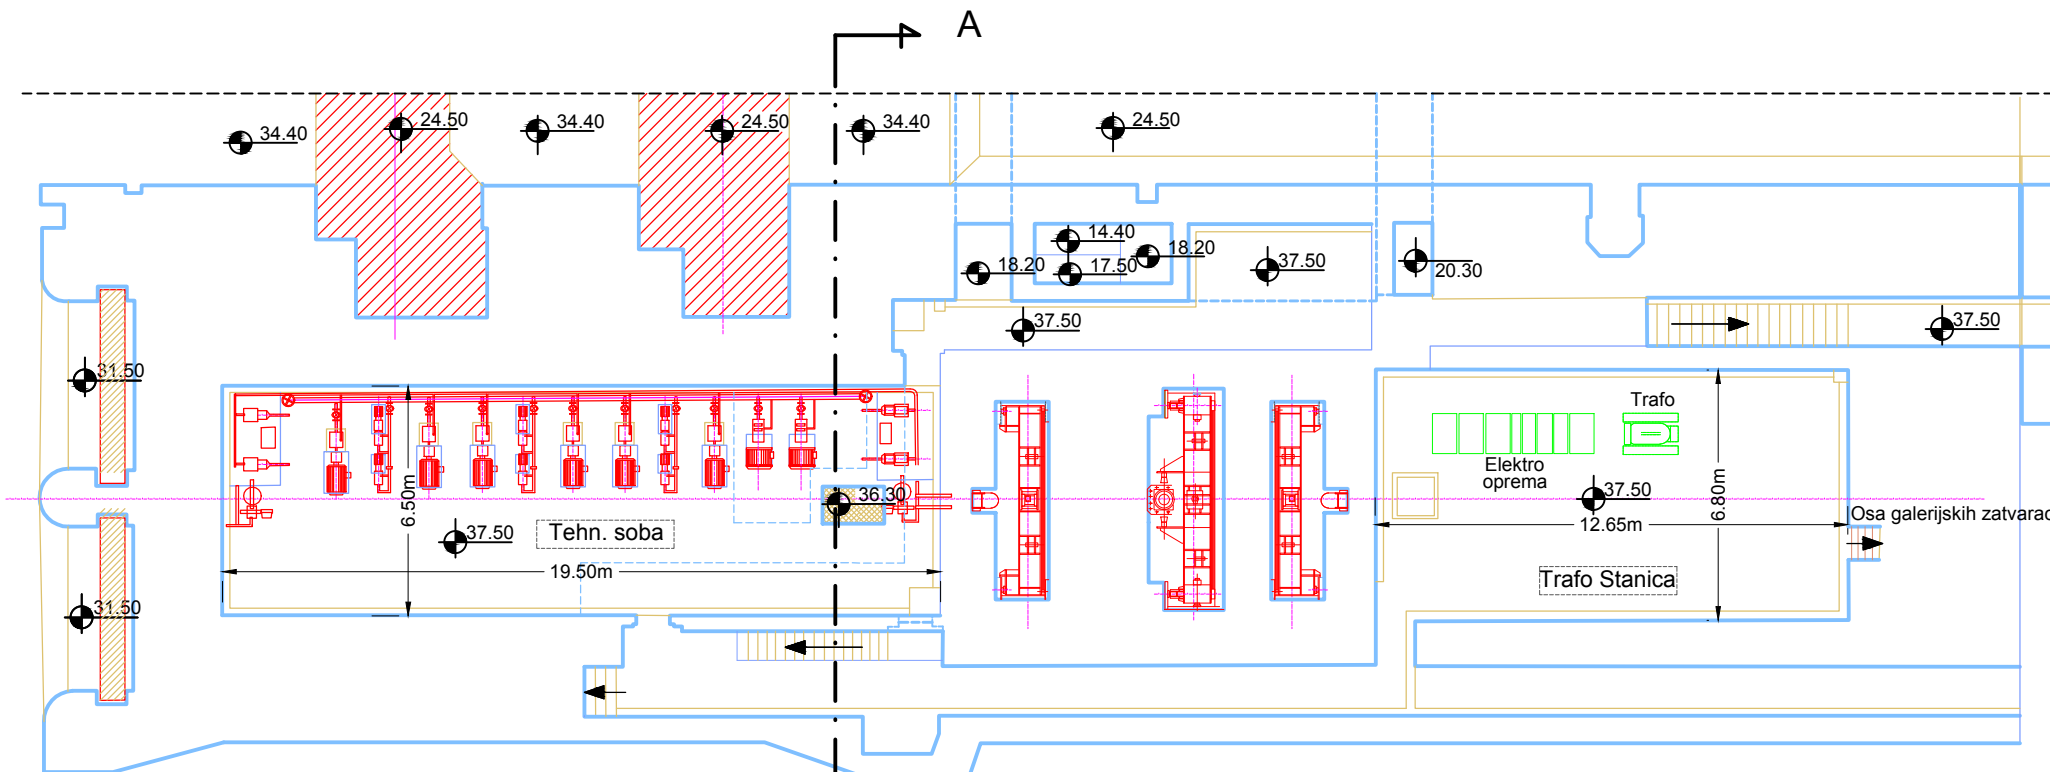 A
34.40
24.50
34.40
24.50
34.40
24.50
14.40
18.20
18.20
17.50
37.50
20.30
37.50
37.50
31.50
Trafo
Elektro
oprema
6.50m
36.30
37.50
6.80m
12.65m
Osa galerijskih zatvarac
Tehn. soba
37.50
19.50m
Trafo Stanica
31.50